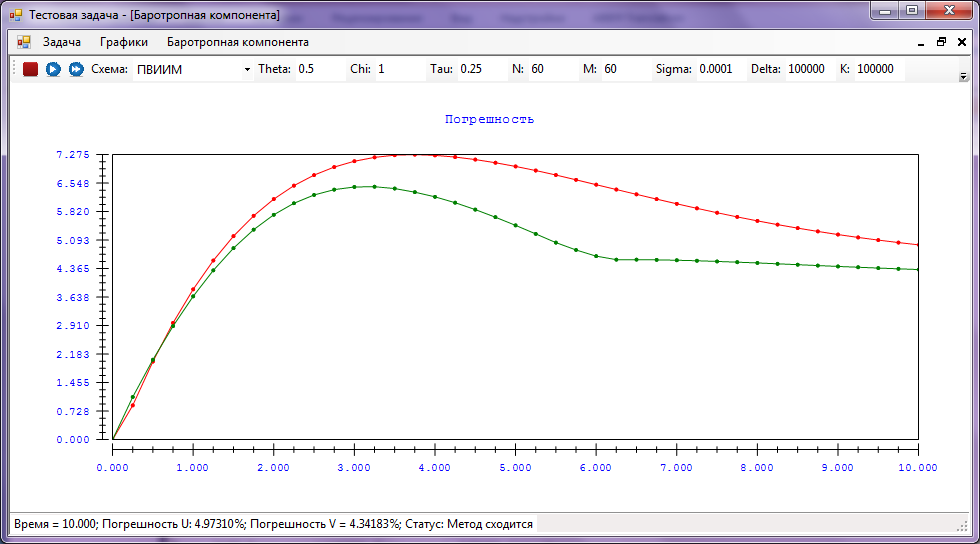 Тестовая задача - [Баротропная компонента]
Задача Графики Баротропная компонента
Схема: ПВИИМ Theta: 0.5 Chi: 1 Tau: 0.25 N: 60 M: 60 Sigma: 0.0001 Delta: 100000 K: 100000
Погрешность
7.275
6.548
5.820
5.093
4.365
3.638
2.910
2.183
1.455
0.728
0.000
0.000 1.000 2.000 3.000 4.000 5.000 6.000 7.000 8.000 9.000 10.000
Время = 10.000; Погрешность U: 4.97310%; Погрешность V = 4.34183%; Статус: Метод сходится